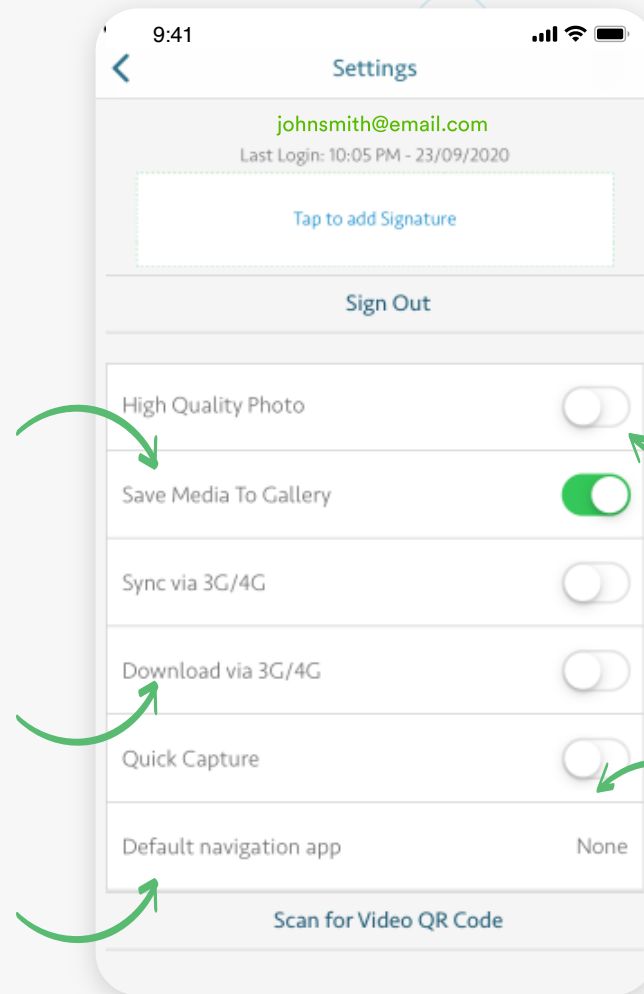 9:41
Settings
johnsmith@email.com
Last Login: 10:05 PM - 23/09/2020
Tap to add Signature
Sign Out
High Quality Photo
Save Media To Gallery
Sync via 3G/4G
Download via 3G/4G
Quick Capture
Default navigation app None
Scan for Video QR Code